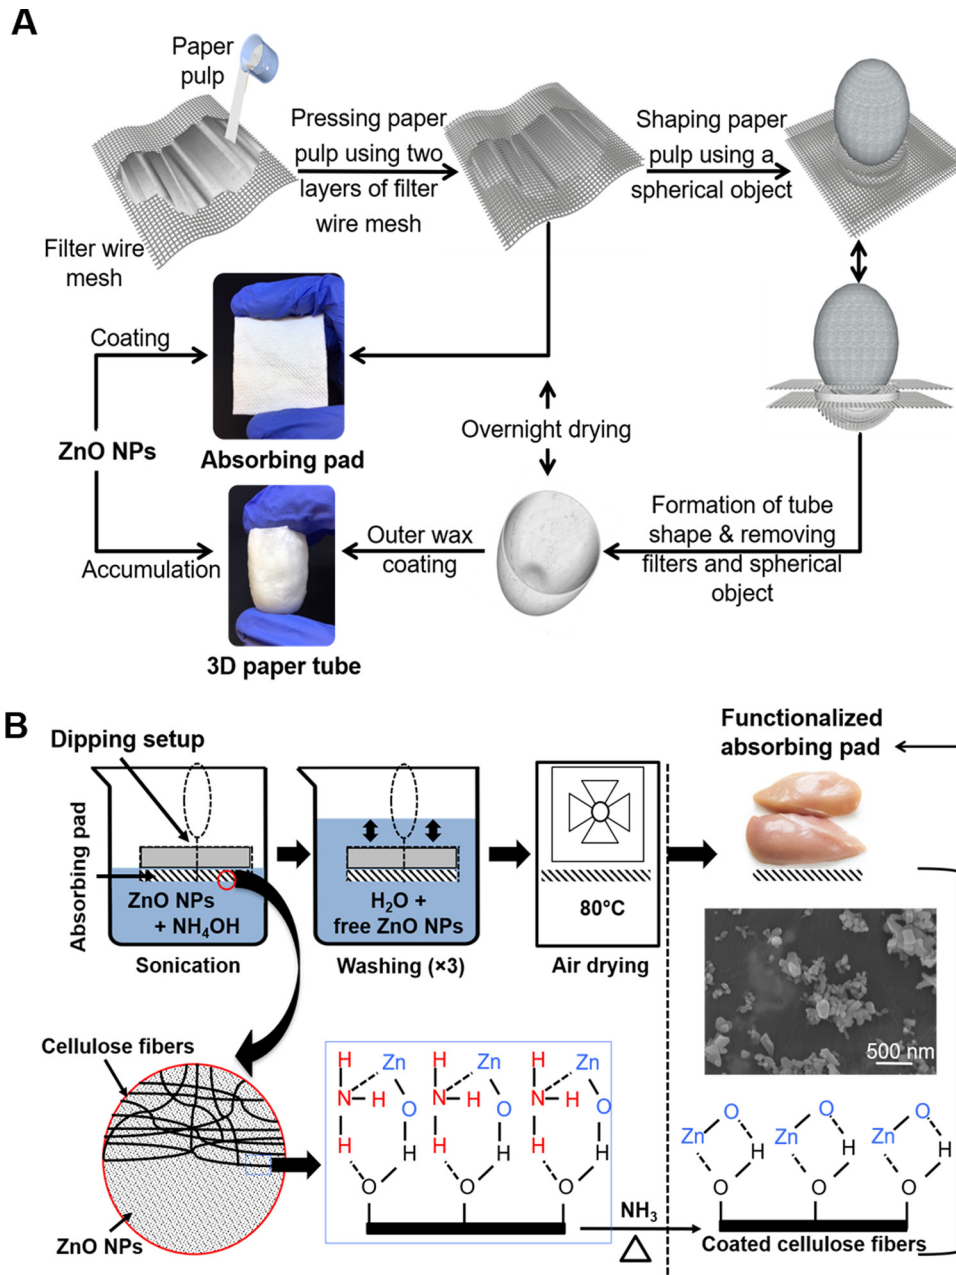 A
Paper
pulp
Pressing paper
pulp using two
layers of filter
wire mesh
Shaping paper
pulp using a
spherical object
Filter wire
mesh
Coating
ZnO NPs
Absorbing pad
Overnight drying
Accumulation
Outer wax
coating
Formation of tube
shape & removing
filters and spherical
object
3D paper tube
B
Dipping setup
Absorbing pad
ZnO NPs
+ NH₄OH
Sonication
H₂O +
free ZnO NPs
Washing (×3)
80°C
Air drying
Functionalized
absorbing pad
500 nm
Cellulose fibers
ZnO NPs
H Zn H Zn H Zn
N H O N H O N H O
H H H H H H
O O O
NH₃
△
Zn O Zn O Zn O
H H H
O O O
Coated cellulose fibers